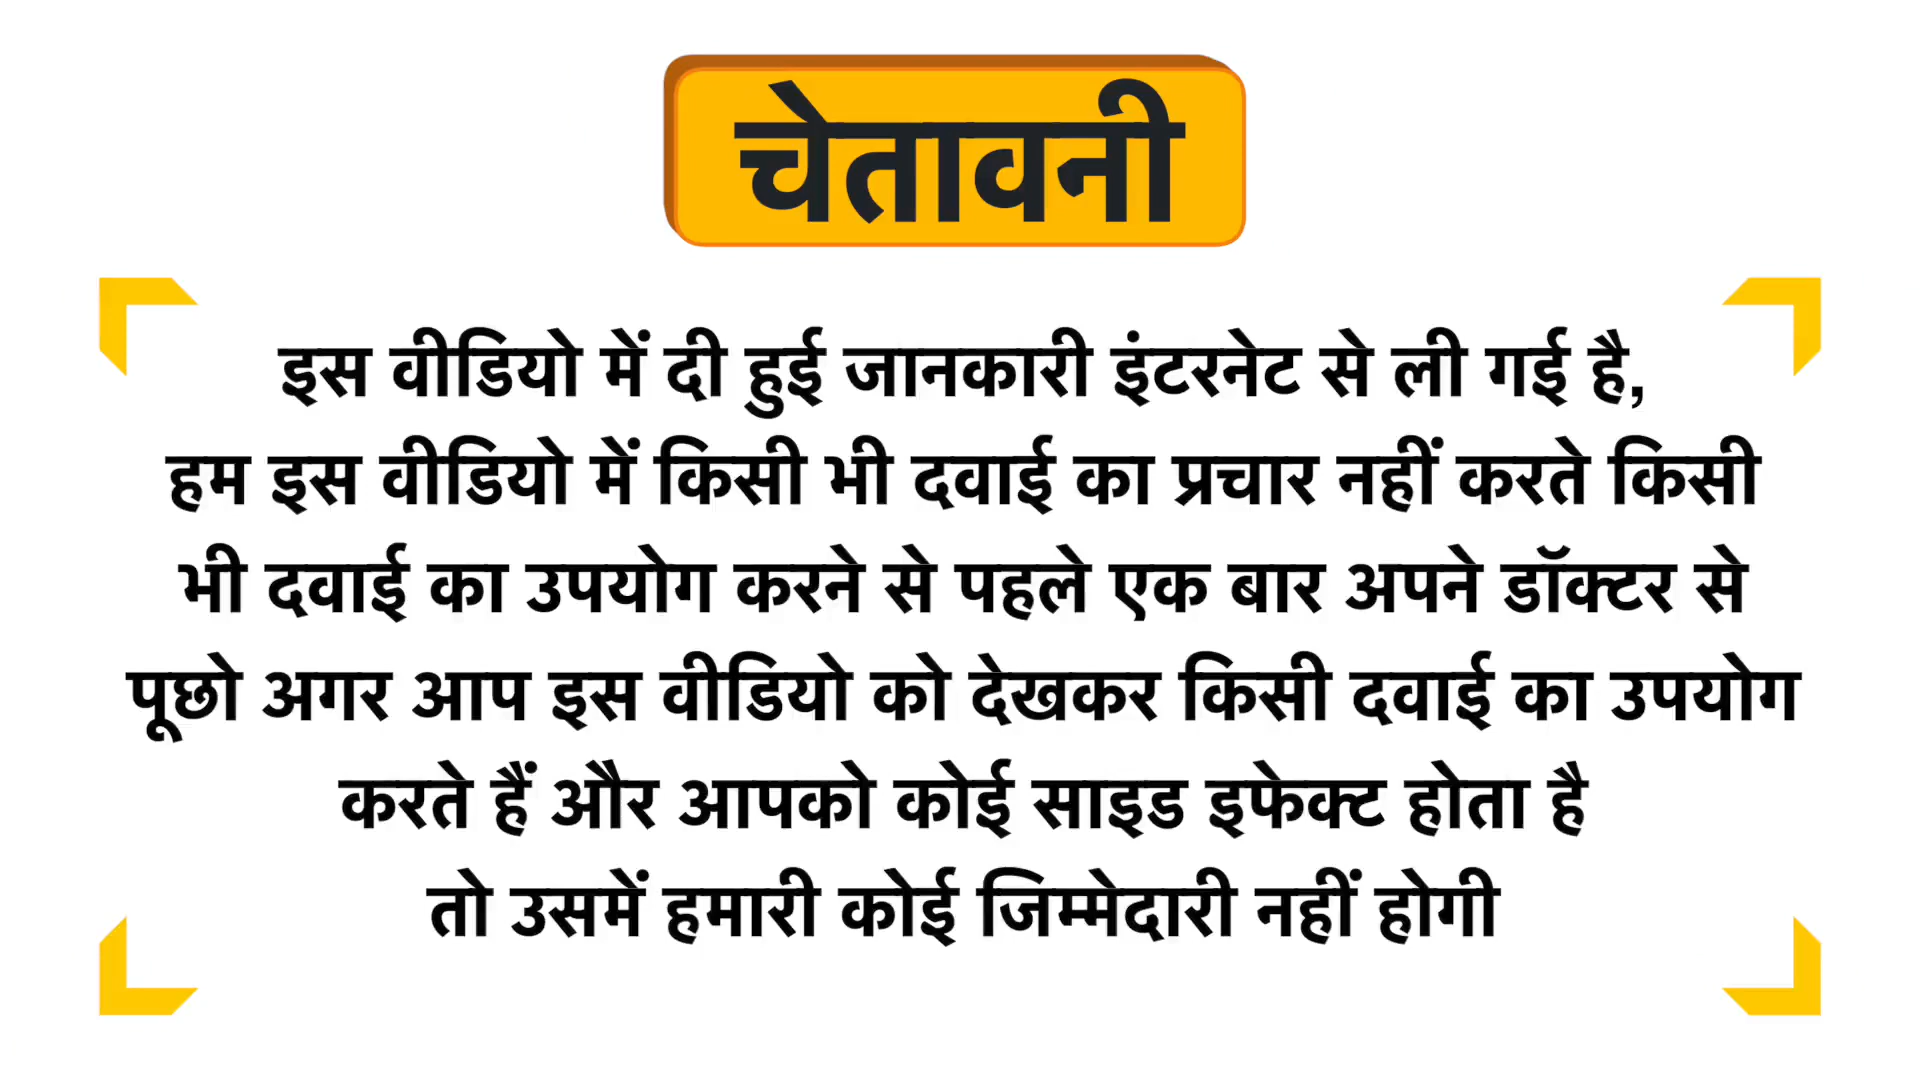 चेतावनी
इस वीडियो में दी हुई जानकारी इंटरनेट से ली गई है,
हम इस वीडियो में किसी भी दवाई का प्रचार नहीं करते किसी
भी दवाई का उपयोग करने से पहले एक बार अपने डॉक्टर से
पूछो अगर आप इस वीडियो को देखकर किसी दवाई का उपयोग
करते हैं और आपको कोई साइड इफेक्ट होता है
तो उसमें हमारी कोई जिम्मेदारी नहीं होगी